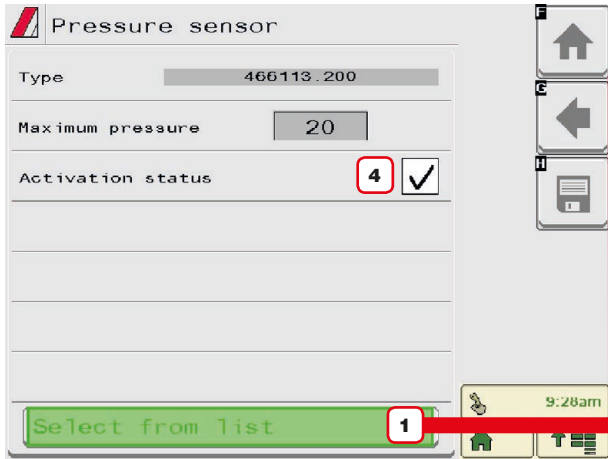 Pressure sensor
F
Type 466113.200
G
Maximum pressure 20
Activation status 4
H
Select from list 1
9:28am